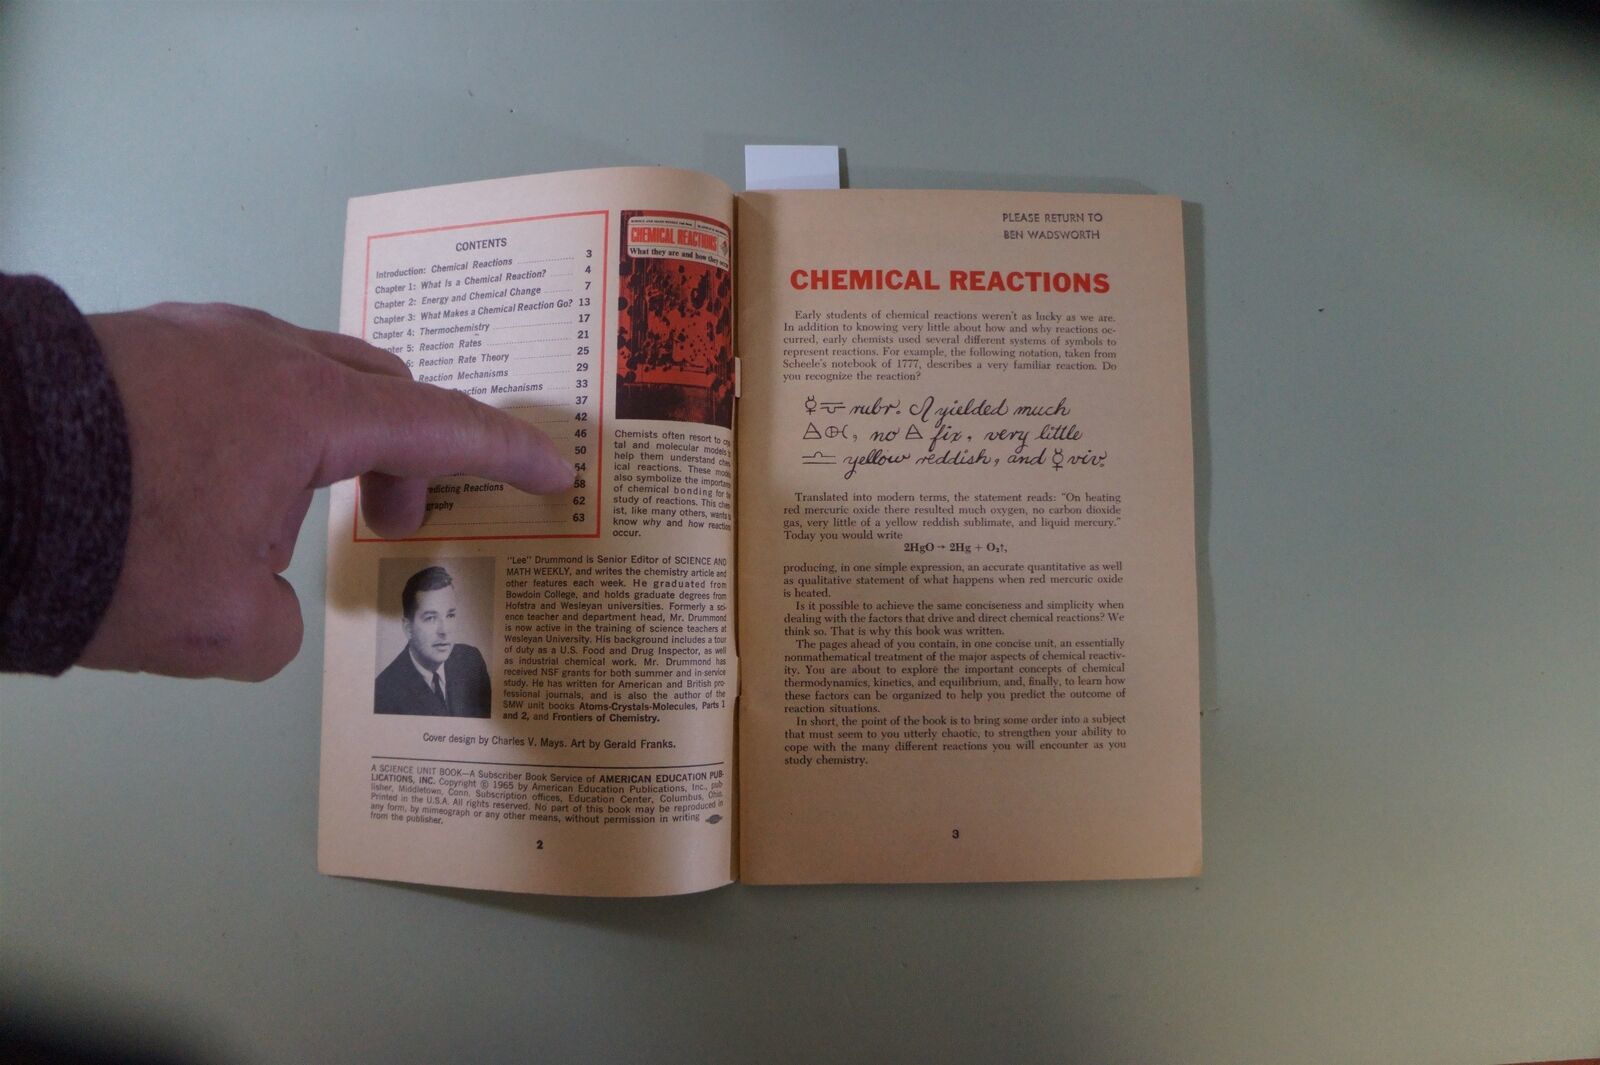 CONTENTS
Introduction: Chemical Reactions 3
Chapter 1: What Is a Chemical Reaction? 4
Chapter 2: Energy and Chemical Change 7
Chapter 3: What Makes a Chemical Reaction Go? 13
Chapter 4: Thermochemistry 17
5: Reaction Rates 21
6: Reaction Rate Theory 25
Reaction Mechanisms 29
Reaction Mechanisms 33
37
42
46
50
54
Reactions 58
62
63
SCIENCE AND MATH WEEKLY
CHEMICAL REACTIONS
What they are and how they
Chemists often resort to
tal and molecular models
help them understand
ical reactions. These
also symbolize the
of chemical bonding for
study of reactions. This
ist, like many others, wants
know why and how
occur.
"Lee" Drummond is Senior Editor of SCIENCE AND
MATH WEEKLY, and writes the chemistry article and
other features each week. He graduated from
Bowdoin College, and holds graduate degrees from
Hofstra and Wesleyan universities. Formerly a sci-
ence teacher and department head, Mr. Drummond
is now active in the training of science teachers at
Wesleyan University. His background includes a tour
of duty as a U.S. Food and Drug Inspector, as well
as industrial chemical work. Mr. Drummond has
received NSF grants for both summer and in-service
study. He has written for American and British pro-
fessional journals, and is also the author of the
SMW unit books Atoms-Crystals-Molecules, Parts 1
and 2, and Frontiers of Chemistry.
Cover design by Charles V. Mays. Art by Gerald Franks.
A SCIENCE UNIT BOOK—A Subscriber Book Service of AMERICAN EDUCATION PUB-
LICATIONS, INC. Copyright © 1965 by American Education Publications, Inc., pub-
lisher, Middletown, Conn. Subscription offices, Education Center, Columbus, Ohio.
Printed in the U.S.A. All rights reserved. No part of this book may be reproduced in
any form, by mimeograph or any other means, without permission in writing
from the publisher.
2
PLEASE RETURN TO
BEN WADSWORTH
CHEMICAL REACTIONS
Early students of chemical reactions weren't as lucky as we are.
In addition to knowing very little about how and why reactions oc-
curred, early chemists used several different systems of symbols to
represent reactions. For example, the following notation, taken from
Scheele's notebook of 1777, describes a very familiar reaction. Do
you recognize the reaction?
rubr. yielded much
no fix, very little
yellow reddish, and ☿ viv.
Translated into modern terms, the statement reads: "On heating
red mercuric oxide there resulted much oxygen, no carbon dioxide
gas, very little of a yellow reddish sublimate, and liquid mercury."
Today you would write
2HgO → 2Hg + O₂↑,
producing, in one simple expression, an accurate quantitative as well
as qualitative statement of what happens when red mercuric oxide
is heated.
Is it possible to achieve the same conciseness and simplicity when
dealing with the factors that drive and direct chemical reactions? We
think so. That is why this book was written.
The pages ahead of you contain, in one concise unit, an essentially
nonmathematical treatment of the major aspects of chemical reactiv-
ity. You are about to explore the important concepts of chemical
thermodynamics, kinetics, and equilibrium, and, finally, to learn how
these factors can be organized to help you predict the outcome of
reaction situations.
In short, the point of the book is to bring some order into a subject
that must seem to you utterly chaotic, to strengthen your ability to
cope with the many different reactions you will encounter as you
study chemistry.
3